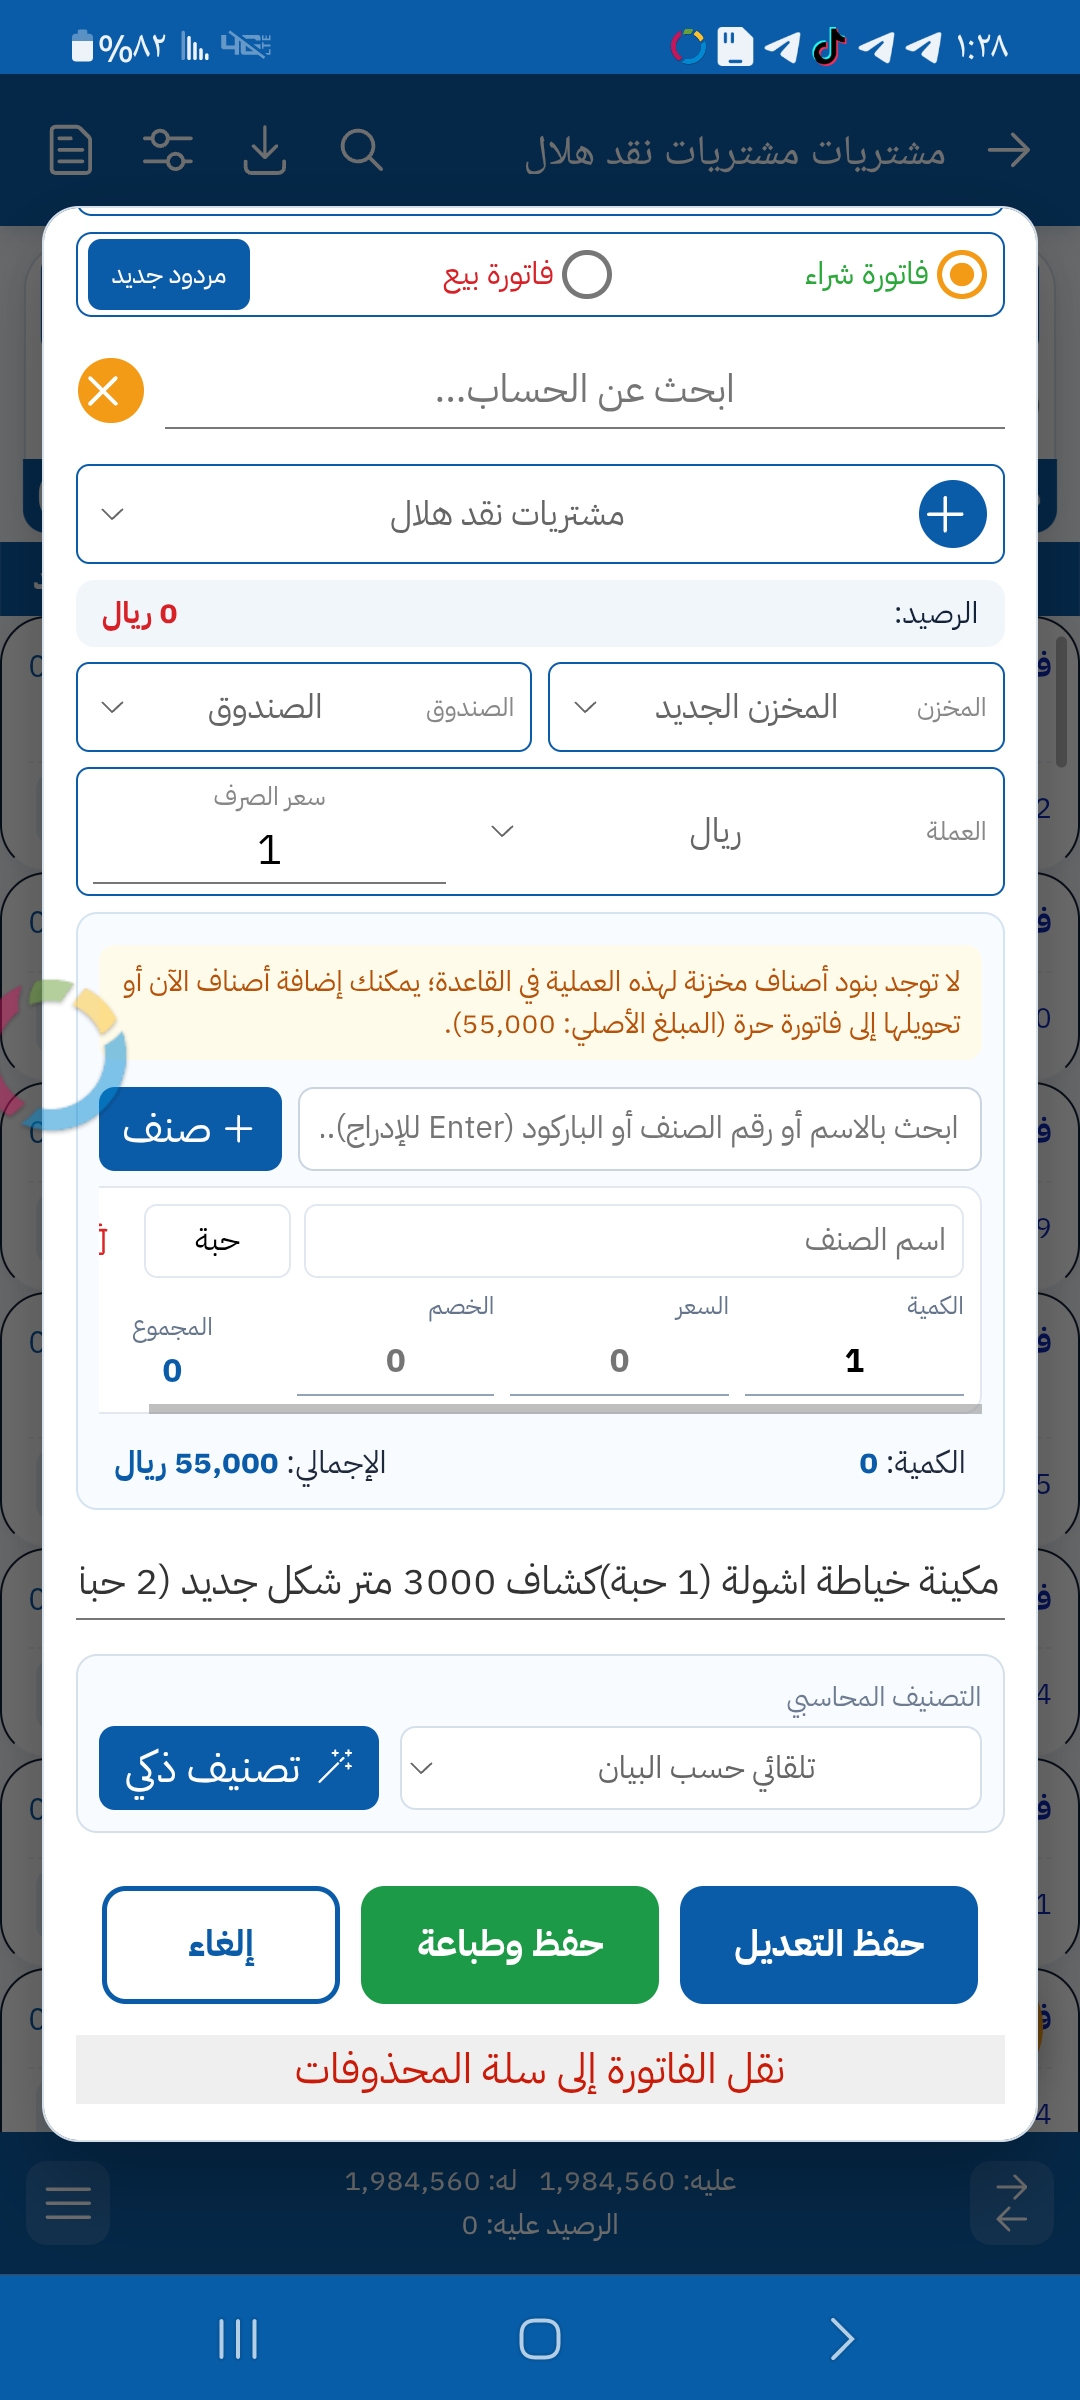 ١:٢٨
%٨٢
مشتريات مشتريات نقد هلال
فاتورة شراء
فاتورة بيع
مردود جديد
ابحث عن الحساب...
مشتريات نقد هلال
الرصيد:
0 ريال
المخزن
المخزن الجديد
الصندوق
الصندوق
العملة
ريال
سعر الصرف
1
لا توجد بنود أصناف مخزنة لهذه العملية في القاعدة؛ يمكنك إضافة أصناف الآن أو
تحويلها إلى فاتورة حرة (المبلغ الأصلي: 55,000).
ابحث بالاسم أو رقم الصنف أو الباركود (Enter للإدراج)..
+ صنف
اسم الصنف
حبة
الكمية
السعر
الخصم
المجموع
1
0
0
0
الكمية: 0
الإجمالي: 55,000 ريال
مكينة خياطة اشولة (1 حبة)كشاف 3000 متر شكل جديد (2 حبة
التصنيف المحاسبي
تلقائي حسب البيان
تصنيف ذكي
حفظ التعديل
حفظ وطباعة
إلغاء
نقل الفاتورة إلى سلة المحذوفات
عليه: 1,984,560 له: 1,984,560
الرصيد عليه: 0